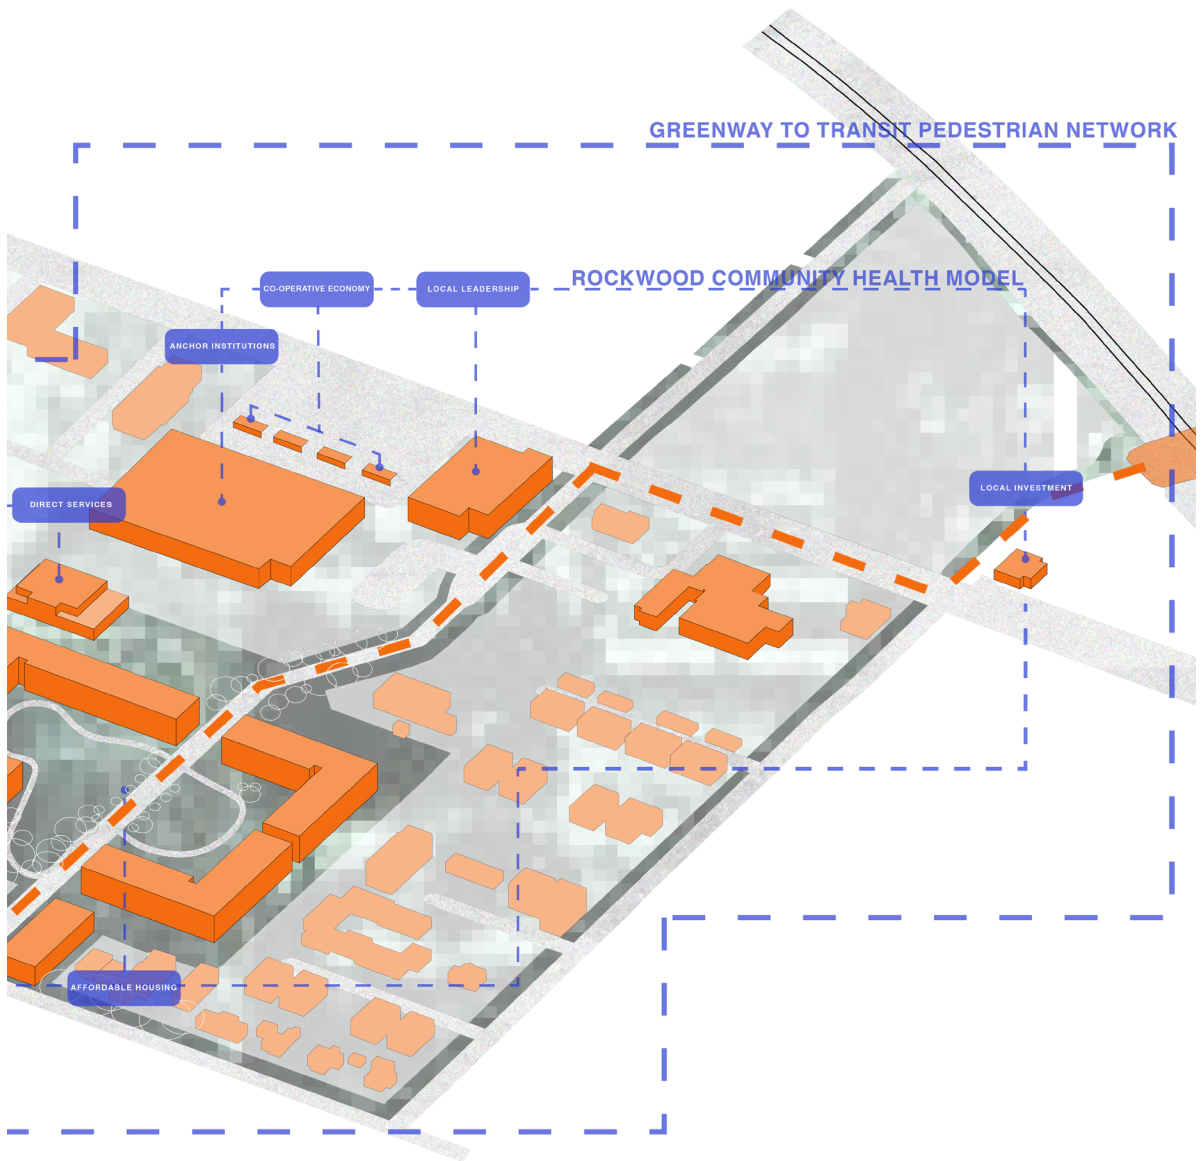 GREENWAY TO TRANSIT PEDESTRIAN NETWORK
ROCKWOOD COMMUNITY HEALTH MODEL
CO-OPERATIVE ECONOMY
LOCAL LEADERSHIP
ANCHOR INSTITUTIONS
LOCAL INVESTMENT
DIRECT SERVICES
AFFORDABLE HOUSING